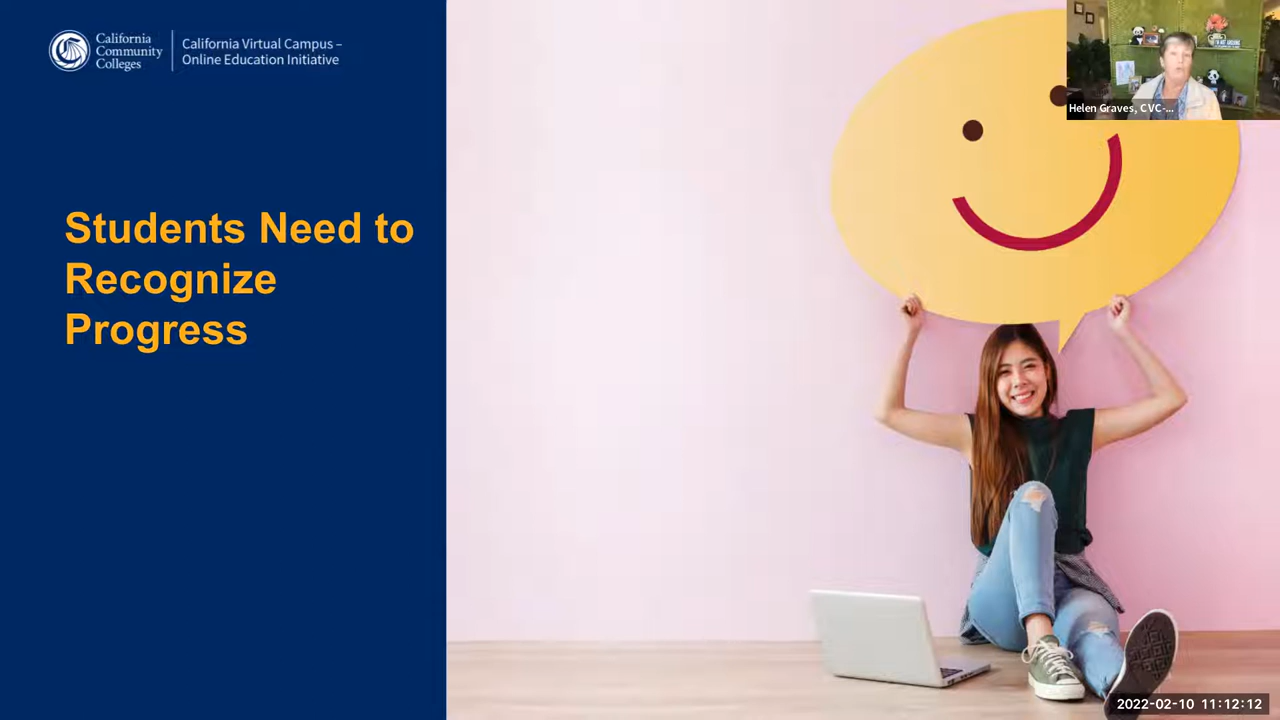 California
Community
Colleges
California Virtual Campus –
Online Education Initiative
Students Need to
Recognize
Progress
Helen Graves, CVC-...
2022-02-10 11:12:12